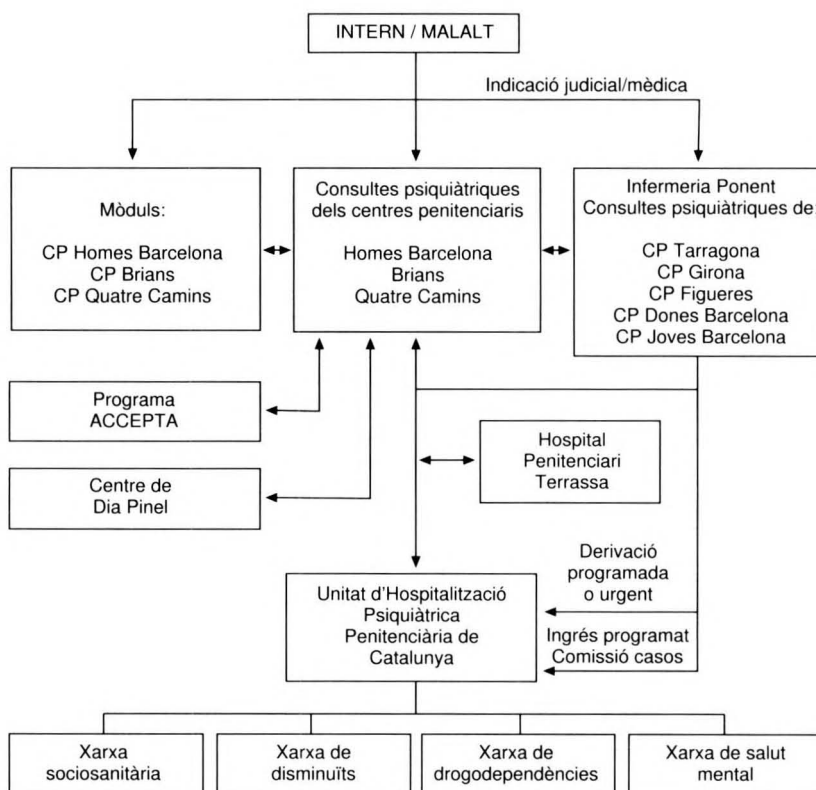 INTERN / MALALT
Indicació judicial/mèdica
Mòduls:
CP Homes Barcelona
CP Brians
CP Quatre Camins
Consultes psiquiàtriques
dels centres penitenciaris
Homes Barcelona
Brians
Quatre Camins
Infermeria Ponent
Consultes psiquiàtriques de:
CP Tarragona
CP Girona
CP Figueres
CP Dones Barcelona
CP Joves Barcelona
Programa
ACCEPTA
Centre de
Dia Pinel
Hospital
Penitenciari
Terrassa
Unitat d'Hospitalització
Psiquiàtrica
Penitenciària de
Catalunya
Derivació
programada
o urgent
Ingrés programat
Comissió casos
Xarxa
sociosanitària
Xarxa de
disminuïts
Xarxa de
drogodependències
Xarxa de salut
mental